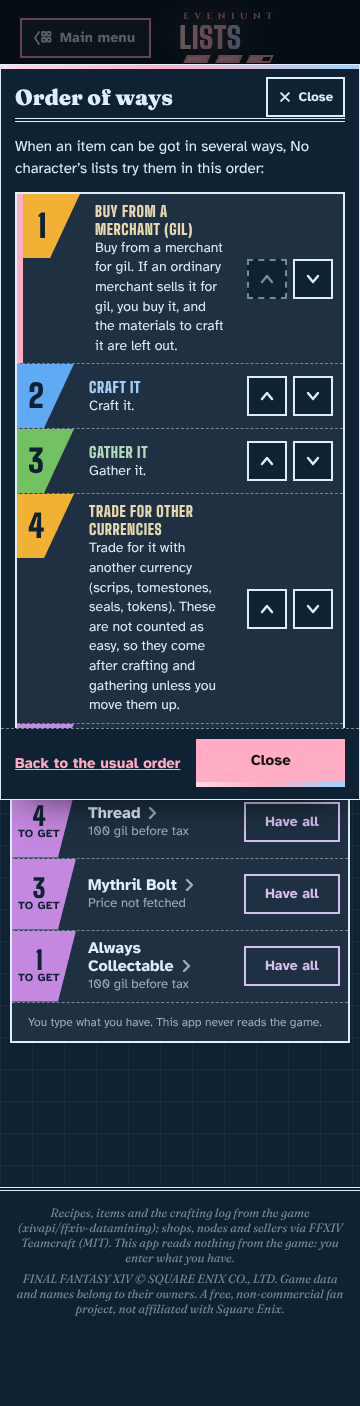 Main menu
EVENIUNT
LISTS
Order of ways
Close
When an item can be got in several ways, No
character’s lists try them in this order:
1
BUY FROM A
MERCHANT (GIL)
Buy from a merchant
for gil. If an ordinary
merchant sells it for
gil, you buy it, and
the materials to craft
it are left out.
2
CRAFT IT
Craft it.
3
GATHER IT
Gather it.
4
TRADE FOR OTHER
CURRENCIES
Trade for it with
another currency
(scrips, tomestones,
seals, tokens). These
are not counted as
easy, so they come
after crafting and
gathering unless you
move them up.
Back to the usual order
Close
4
TO GET
Thread
100 gil before tax
Have all
3
TO GET
Mythril Bolt
Price not fetched
Have all
1
TO GET
Always
Collectable
100 gil before tax
Have all
You type what you have. This app never reads the game.
Recipes, items and the crafting log from the game
(xivapi/ffxiv-datamining); shops, nodes and sellers via FFXIV
Teamcraft (MIT). This app reads nothing from the game: you
enter what you have.
FINAL FANTASY XIV © SQUARE ENIX CO., LTD. Game data
and names belong to their owners. A free, non-commercial fan
project, not affiliated with Square Enix.